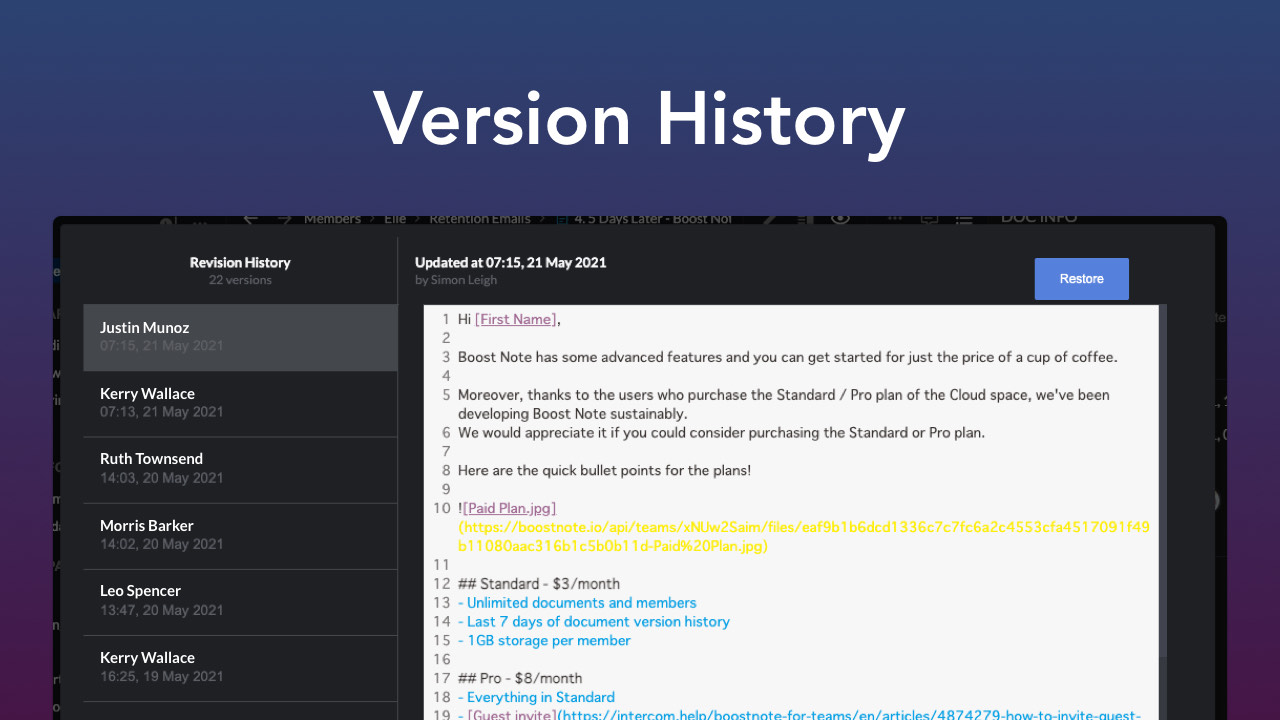 Version History
Members > Elle > Retention Emails > 4. 5 Days Later - Boost Not
DOC INFO
Revision History
22 versions
Updated at 07:15, 21 May 2021
by Simon Leigh
Restore
Justin Munoz
07:15, 21 May 2021
Kerry Wallace
07:13, 21 May 2021
Ruth Townsend
14:03, 20 May 2021
Morris Barker
14:02, 20 May 2021
Leo Spencer
13:47, 20 May 2021
Kerry Wallace
16:25, 19 May 2021
1 Hi [First Name],
2
3 Boost Note has some advanced features and you can get started for just the price of a cup of coffee.
4
5 Moreover, thanks to the users who purchase the Standard / Pro plan of the Cloud space, we've been
developing Boost Note sustainably.
6 We would appreciate it if you could consider purchasing the Standard or Pro plan.
7
8 Here are the quick bullet points for the plans!
9
10 ![Paid Plan.jpg]
(https://boostnote.io/api/teams/xNUw2Saim/files/eaf9b1b6dcd1336c7c7fc6a2c4553cfa4517091f49
b11080aac316b1c5b0b11d-Paid%20Plan.jpg)
11
12 ## Standard - $3/month
13 - Unlimited documents and members
14 - Last 7 days of document version history
15 - 1GB storage per member
16
17 ## Pro - $8/month
18 - Everything in Standard
19 - [Guest invite](https://intercom.help/boostnote-for-teams/en/articles/4874279-how-to-invite-guest-